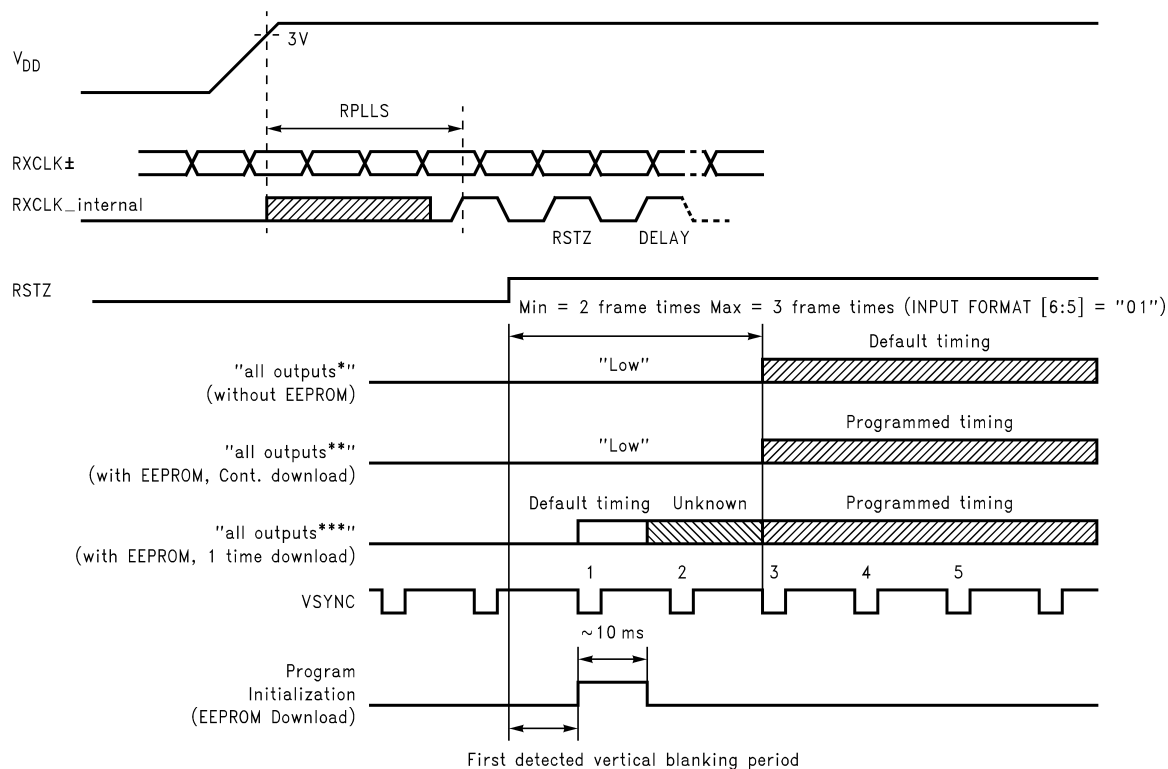 3V
VDD
RPLLS
RXCLK±
RXCLK_internal
RSTZ DELAY
RSTZ
Min = 2 frame times Max = 3 frame times (INPUT FORMAT [6:5] = "01")
Default timing
"all outputs*"
"Low"
(without EEPROM)
Programmed timing
"all outputs**"
"Low"
(with EEPROM, Cont. download)
Default timing Unknown Programmed timing
"all outputs***"
(with EEPROM, 1 time download)
1 2 3 4 5
VSYNC
~10 ms
Program
Initialization
(EEPROM Download)
First detected vertical blanking period